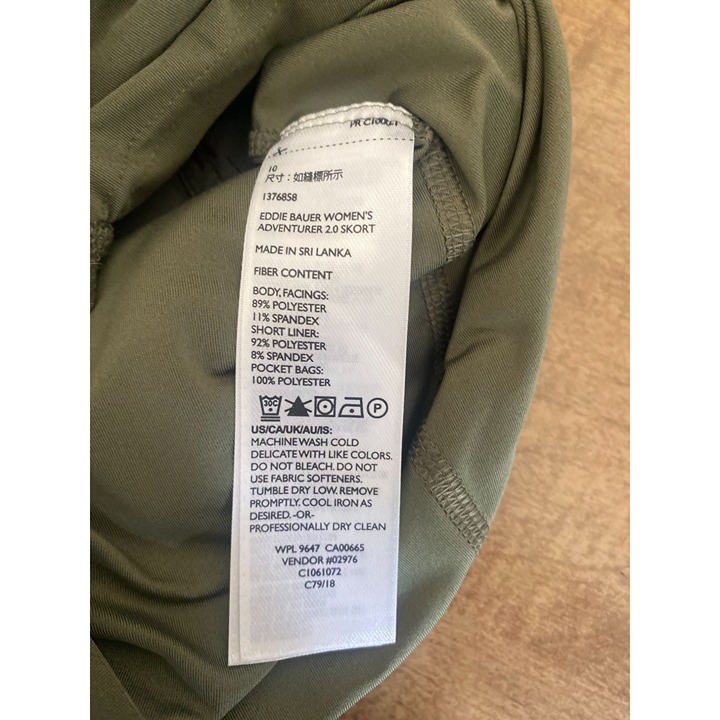 10
尺寸：如縫標所示
1376858
EDDIE BAUER WOMEN'S
ADVENTURER 2.0 SKORT
MADE IN SRI LANKA
FIBER CONTENT
BODY, FACINGS:
89% POLYESTER
11% SPANDEX
SHORT LINER:
92% POLYESTER
8% SPANDEX
POCKET BAGS:
100% POLYESTER
30C P
US/CA/UK/AU/IS:
MACHINE WASH COLD
DELICATE WITH LIKE COLORS.
DO NOT BLEACH. DO NOT
USE FABRIC SOFTENERS.
TUMBLE DRY LOW. REMOVE
PROMPTLY. COOL IRON AS
DESIRED. -OR-
PROFESSIONALLY DRY CLEAN
WPL 9647 CA00665
VENDOR #02976
C1061072
C79/18